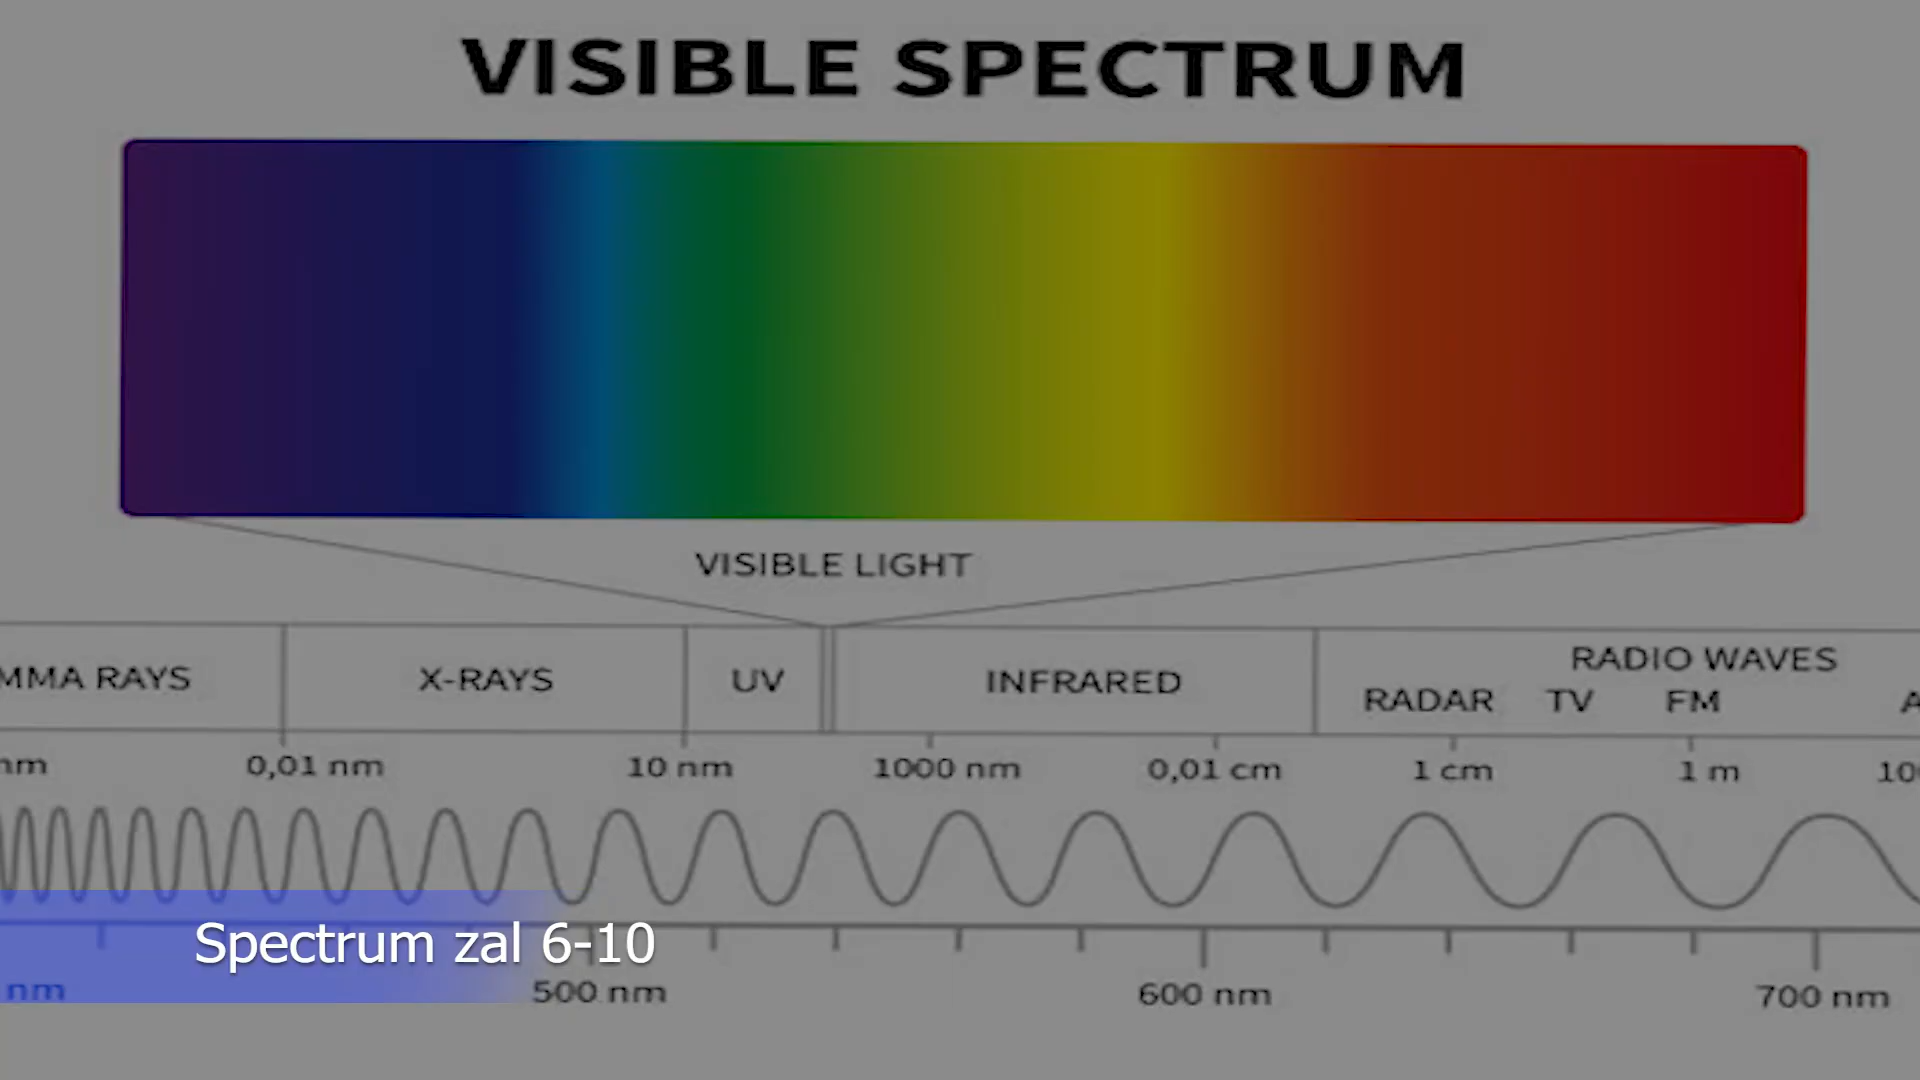 VISIBLE SPECTRUM
VISIBLE LIGHT
MMA RAYS
X-RAYS
UV
INFRARED
RADIO WAVES
RADAR TV FM A
nm 0,01 nm 10 nm 1000 nm 0,01 cm 1 cm 1 m 10
Spectrum zal 6-10
nm 500 nm 600 nm 700 nm